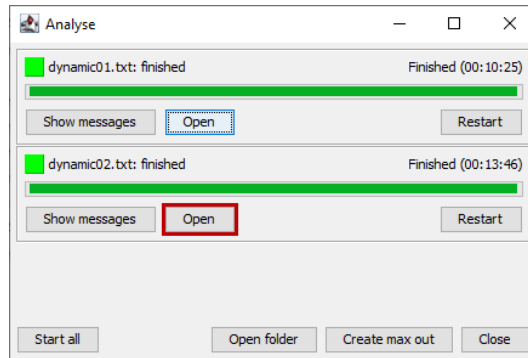 Analyse
dynamic01.txt: finished Finished (00:10:25)
Show messages Open Restart
dynamic02.txt: finished Finished (00:13:46)
Show messages Open Restart
Start all Open folder Create max out Close